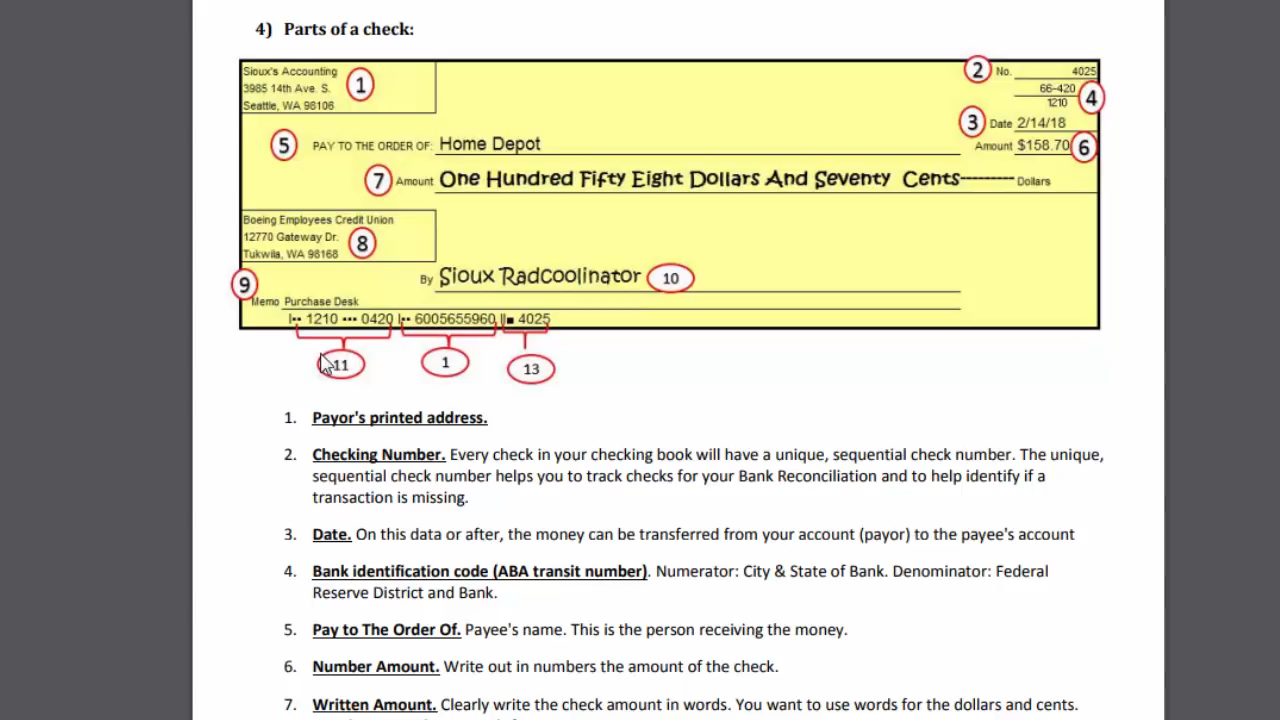 4) Parts of a check:
Sioux's Accounting
3985 14th Ave. S.
Seattle, WA 98106
1
2 No. 4025
66-420
1210
4
3 Date 2/14/18
5 PAY TO THE ORDER OF: Home Depot
Amount $158.70 6
7 Amount One Hundred Fifty Eight Dollars And Seventy Cents--------- Dollars
Boeing Employees Credit Union
12770 Gateway Dr.
Tukwila, WA 98168
8
By Sioux Radcoolinator 10
9
Memo Purchase Desk
1210 0420 6005655960 4025
11 1 13
1. Payor's printed address.
2. Checking Number. Every check in your checking book will have a unique, sequential check number. The unique,
sequential check number helps you to track checks for your Bank Reconciliation and to help identify if a
transaction is missing.
3. Date. On this data or after, the money can be transferred from your account (payor) to the payee's account
4. Bank identification code (ABA transit number). Numerator: City & State of Bank. Denominator: Federal
Reserve District and Bank.
5. Pay to The Order Of. Payee's name. This is the person receiving the money.
6. Number Amount. Write out in numbers the amount of the check.
7. Written Amount. Clearly write the check amount in words. You want to use words for the dollars and cents.